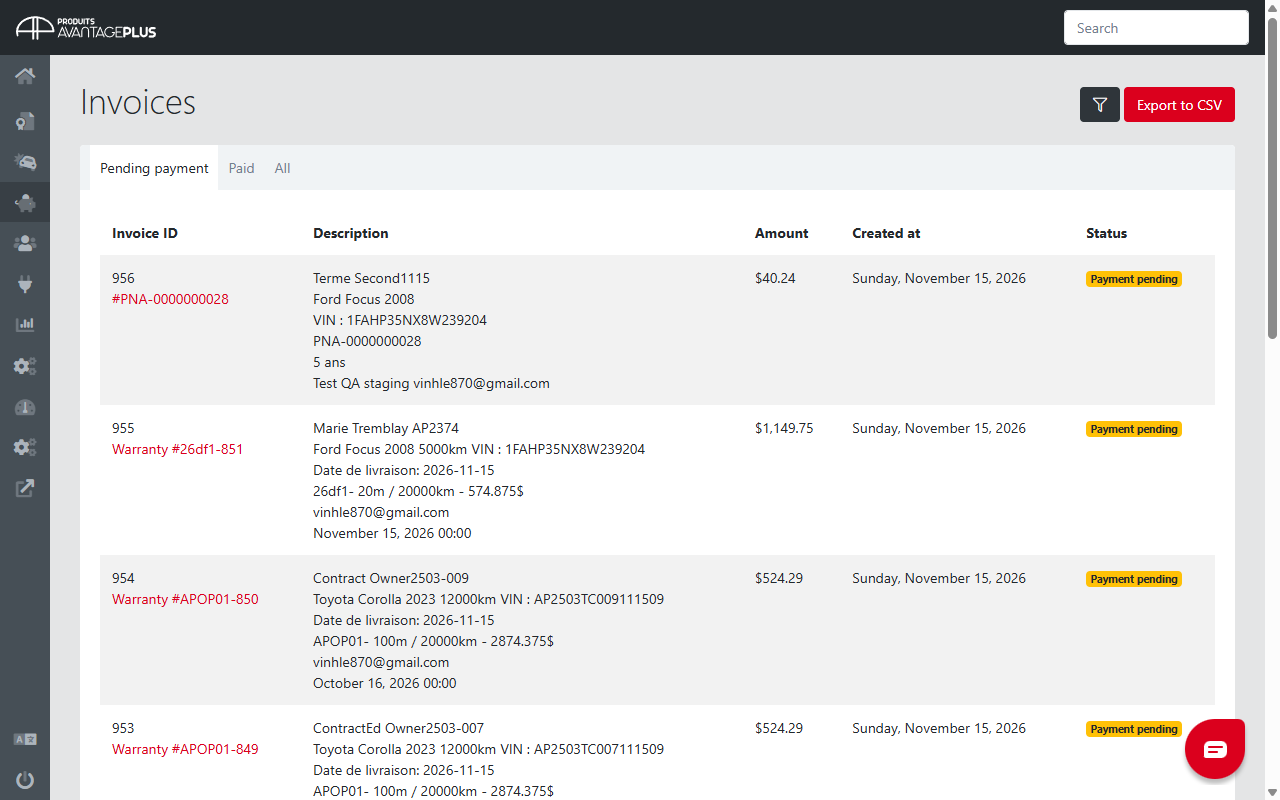 PRODUITS
AVANTAGEPLUS
Search
Invoices
Export to CSV
Pending payment
Paid
All
Invoice ID
Description
Amount
Created at
Status
956
#PNA-0000000028
Terme Second1115
Ford Focus 2008
VIN : 1FAHP35NX8W239204
PNA-0000000028
5 ans
Test QA staging vinhle870@gmail.com
$40.24
Sunday, November 15, 2026
Payment pending
955
Warranty #26df1-851
Marie Tremblay AP2374
Ford Focus 2008 5000km VIN : 1FAHP35NX8W239204
Date de livraison: 2026-11-15
26df1- 20m / 20000km - 574.875$
vinhle870@gmail.com
November 15, 2026 00:00
$1,149.75
Sunday, November 15, 2026
Payment pending
954
Warranty #APOP01-850
Contract Owner2503-009
Toyota Corolla 2023 12000km VIN : AP2503TC009111509
Date de livraison: 2026-11-15
APOP01- 100m / 20000km - 2874.375$
vinhle870@gmail.com
October 16, 2026 00:00
$524.29
Sunday, November 15, 2026
Payment pending
953
Warranty #APOP01-849
ContractEd Owner2503-007
Toyota Corolla 2023 12000km VIN : AP2503TC007111509
Date de livraison: 2026-11-15
APOP01- 100m / 20000km - 2874.375$
$524.29
Sunday, November 15, 2026
Payment pending